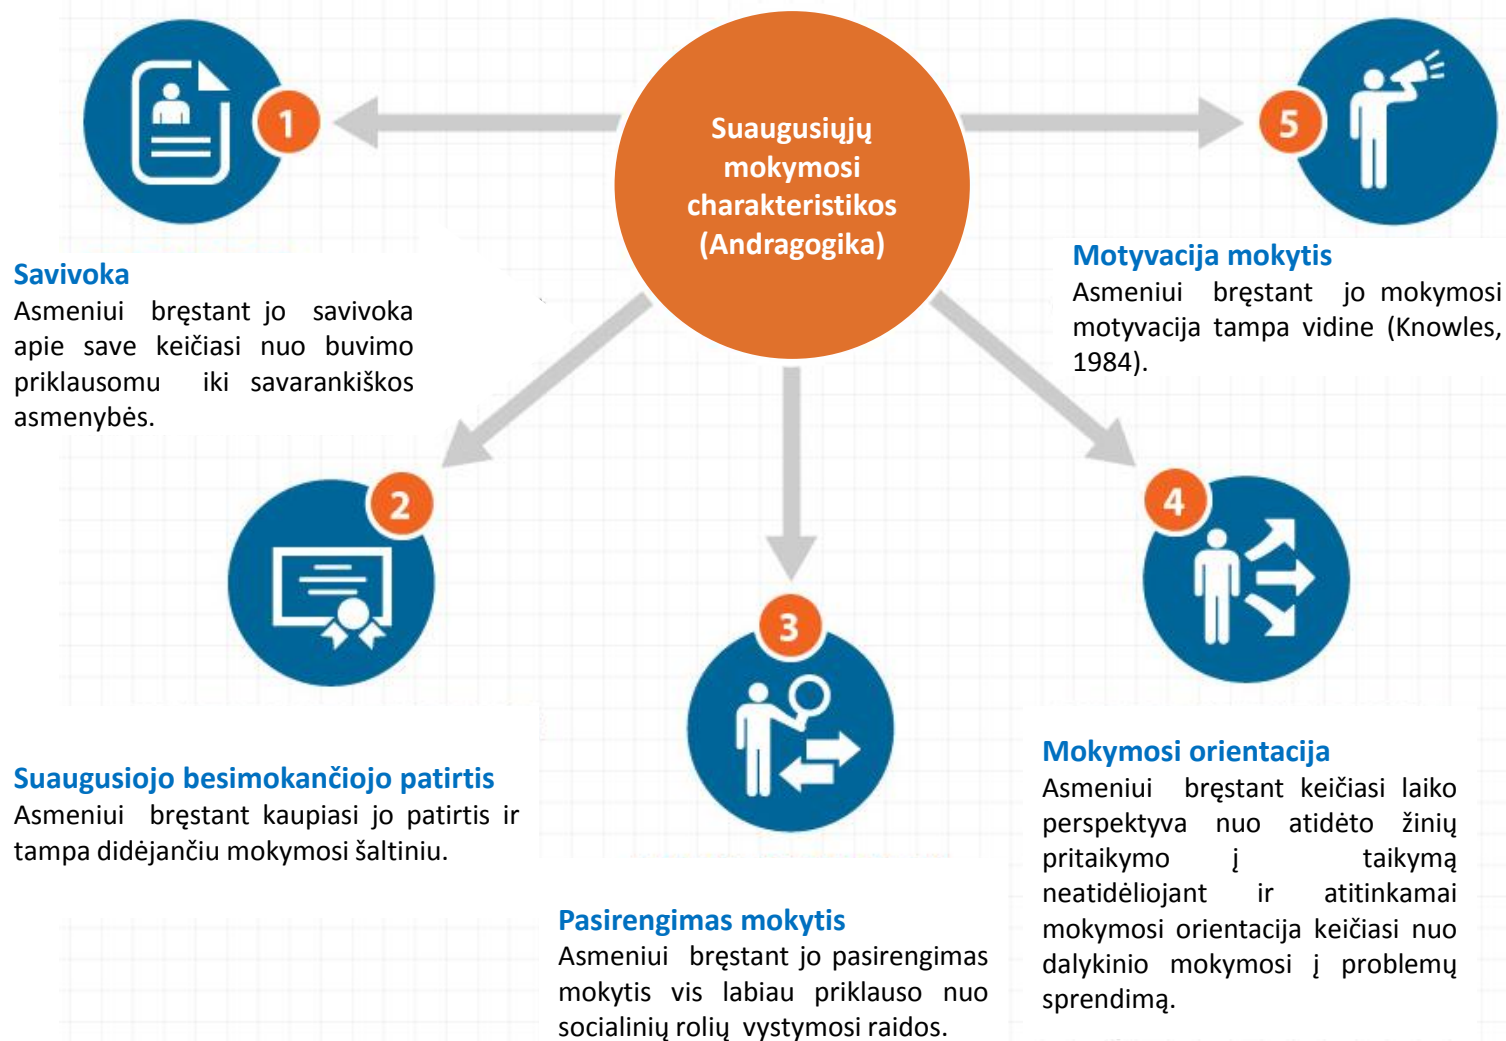 Suaugusiųjų
mokymosi
charakteristikos
(Andragogika)
1
Savivoka
Asmeniui bręstant jo savivoka
apie save keičiasi nuo buvimo
priklausomu iki savarankiškos
asmenybės.
2
Suaugusiojo besimokančiojo patirtis
Asmeniui bręstant kaupiasi jo patirtis ir
tampa didėjančiu mokymosi šaltiniu.
3
Pasirengimas mokytis
Asmeniui bręstant jo pasirengimas
mokytis vis labiau priklauso nuo
socialinių rolių vystymosi raidos.
4
Mokymosi orientacija
Asmeniui bręstant keičiasi laiko
perspektyva nuo atidėto žinių
pritaikymo į taikymą
neatidėliojant ir atitinkamai
mokymosi orientacija keičiasi nuo
dalykinio mokymosi į problemų
sprendimą.
5
Motyvacija mokytis
Asmeniui bręstant jo mokymosi
motyvacija tampa vidine (Knowles,
1984).